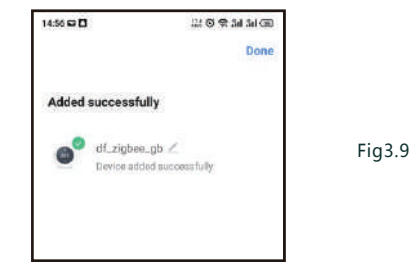 14:56
Done
Added successfully
df_zigbee_gb
Device added successfully
Fig3.9